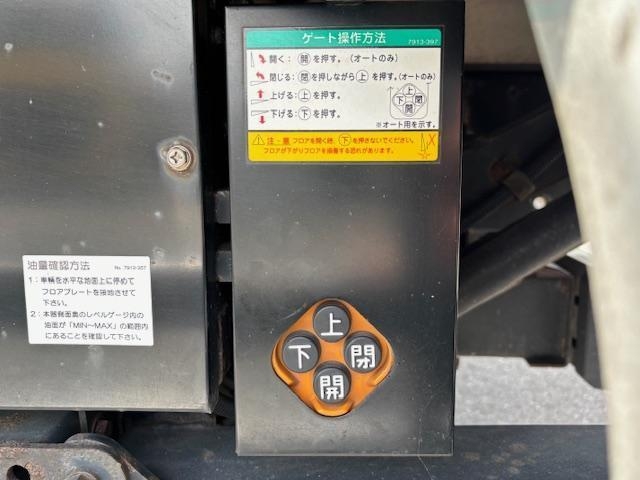 ゲート操作方法
7913-397
開く：開を押す。（オートのみ）
閉じる：閉を押しながら上を押す。（オートのみ）
上げる：上を押す。
下げる：下を押す。
上
下 閉
開
※オート用を示す。
注・意 フロアを開く時、下を押さないでください。
フロアが下がりフロアを損傷する恐れがあります。
油量確認方法 No. 7913-357
1：車輛を水平な地面上に停めて
フロアプレートを接地させて
下さい。
2：本器側面奥のレベルゲージ内の
油面が「MIN～MAX」の範囲内
にあることを確認して下さい。
上
下 閉
開